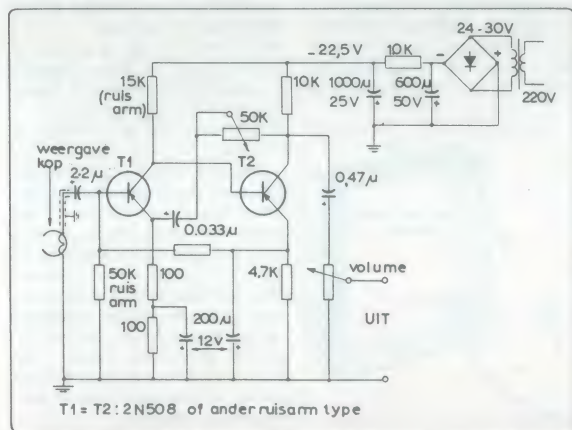 24-30V
-22,5V
10K
-
+
15K
(ruis
arm)
10K
1000µ
25V
600µ
50V
220V
50K
weergave
kop
T1
T2
2.2µ
0,47µ
0,033µ
50K
ruis
arm
100
4,7K
volume
100
200µ
12v
UIT
T1 = T2 : 2N508 of ander ruisarm type